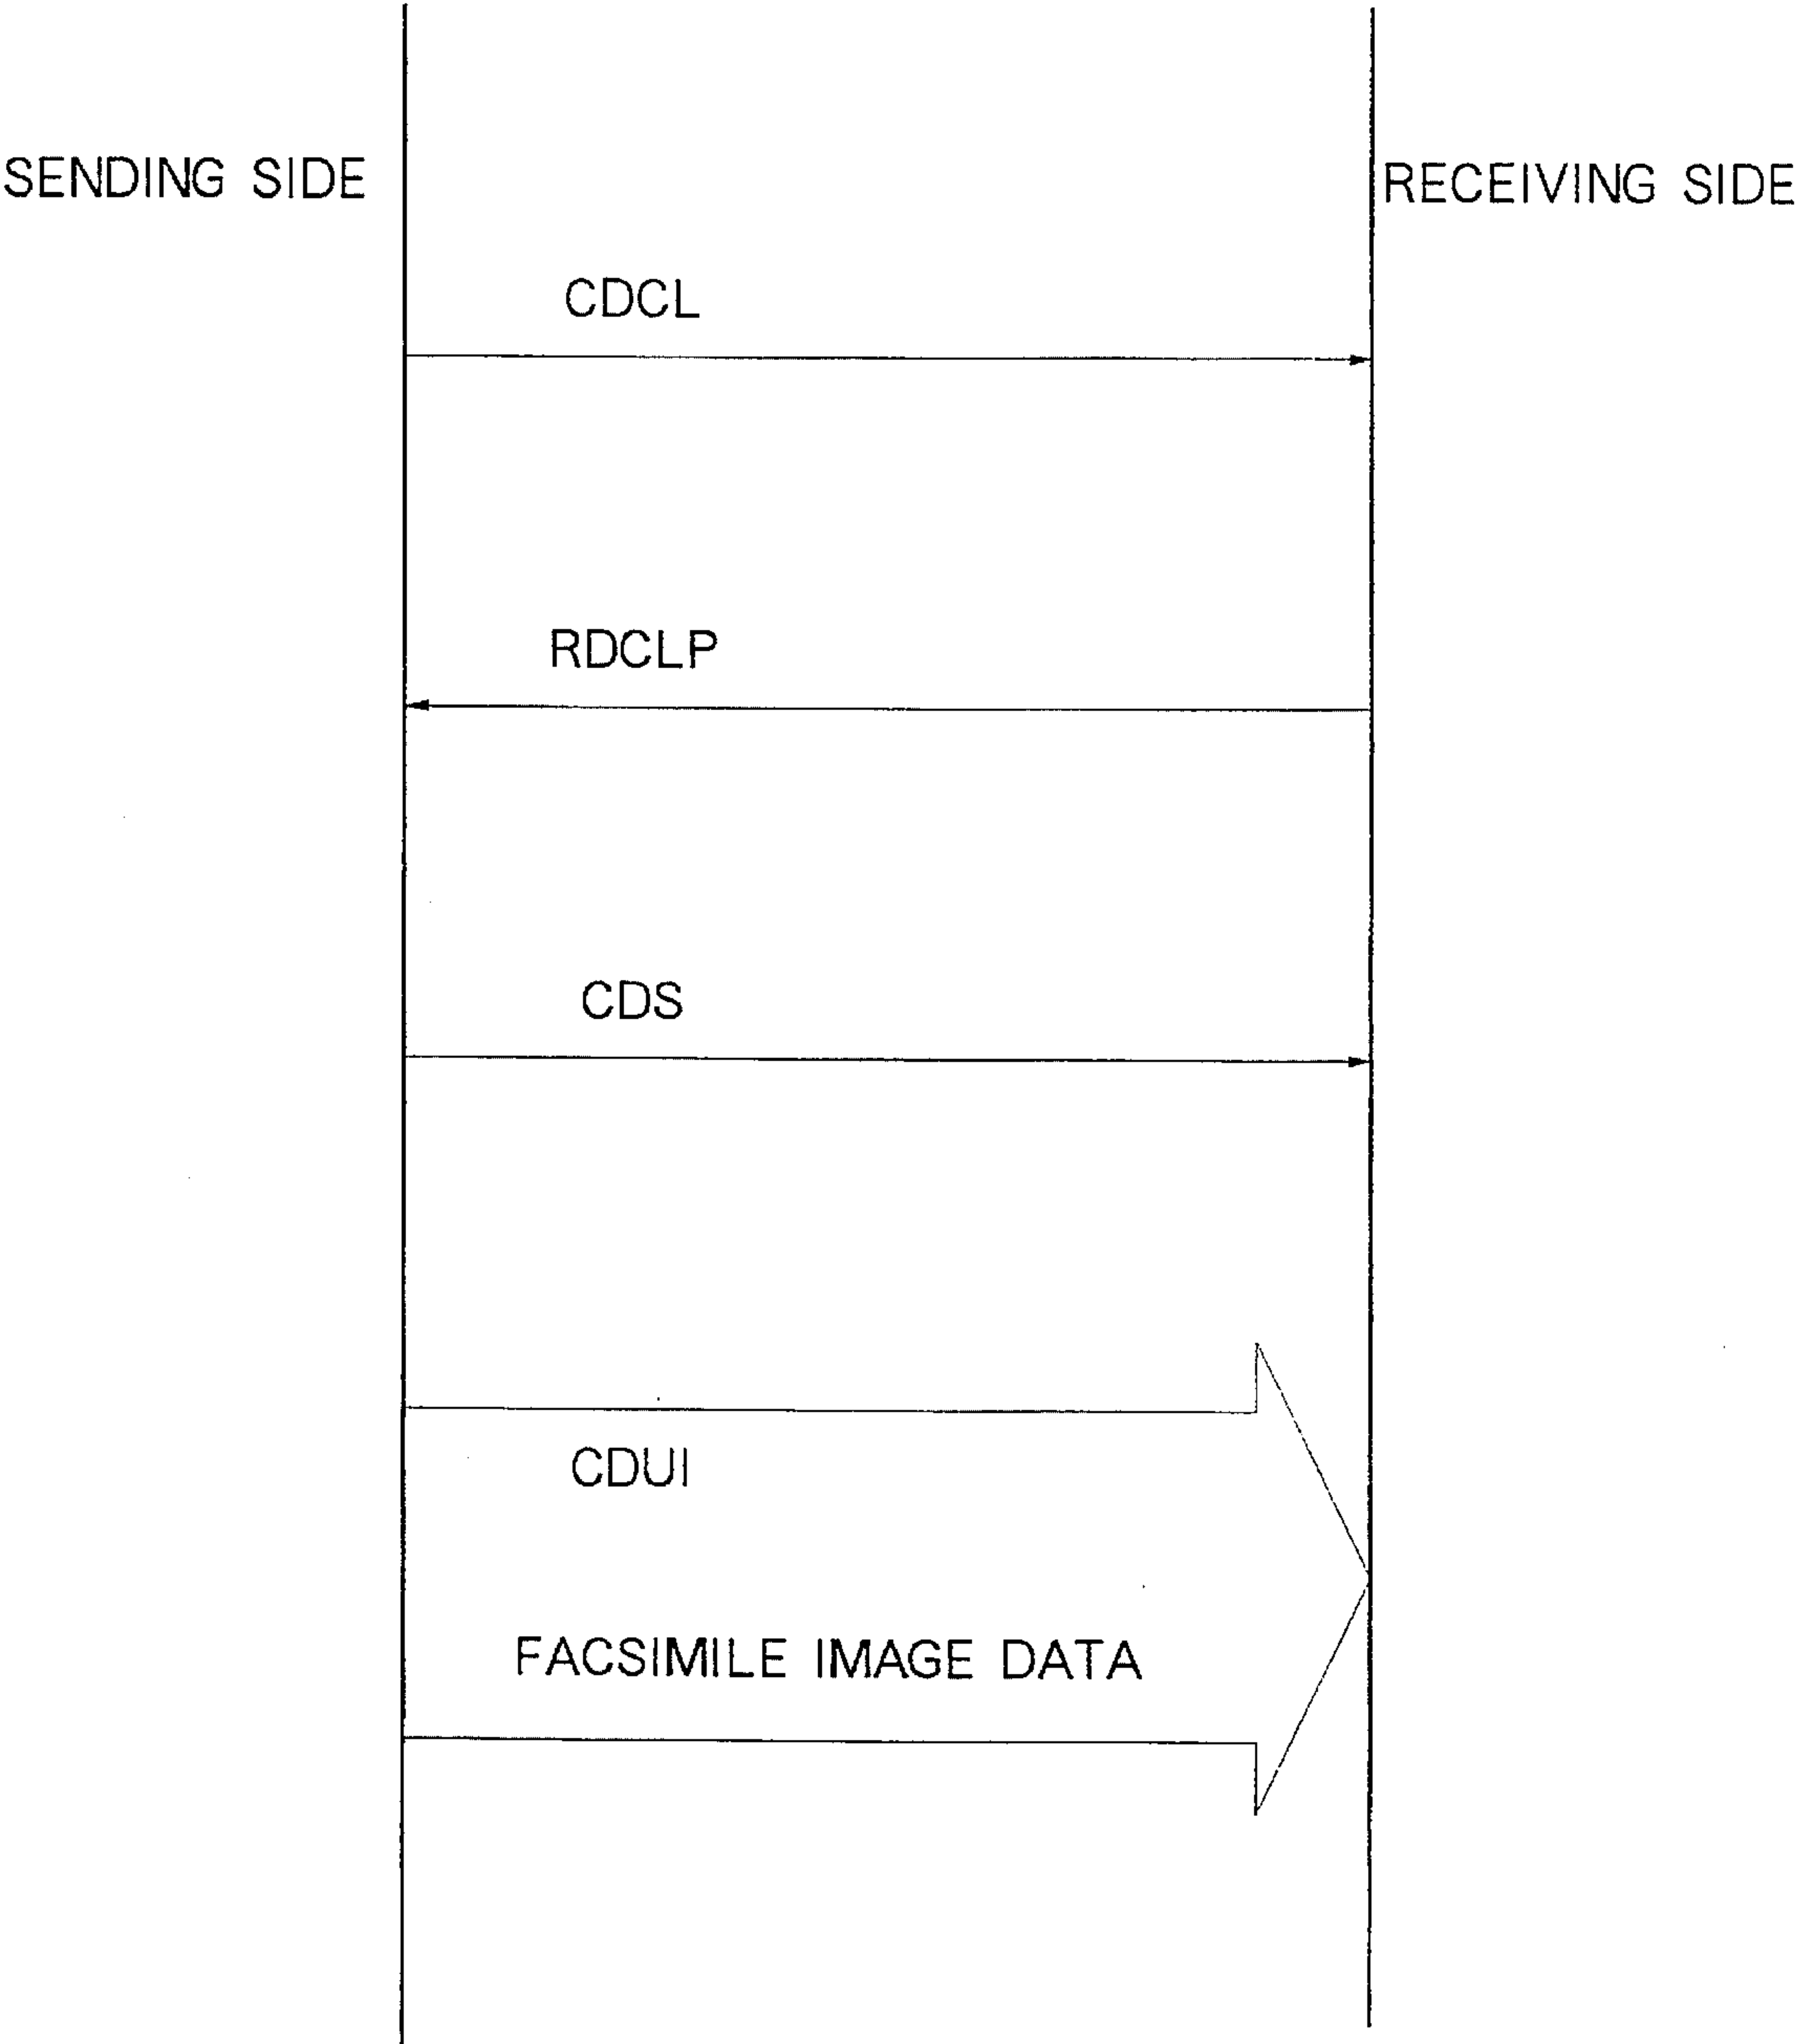 SENDING SIDE
RECEIVING SIDE
CDCL
RDCLP
CDS
CDUI
FACSIMILE IMAGE DATA